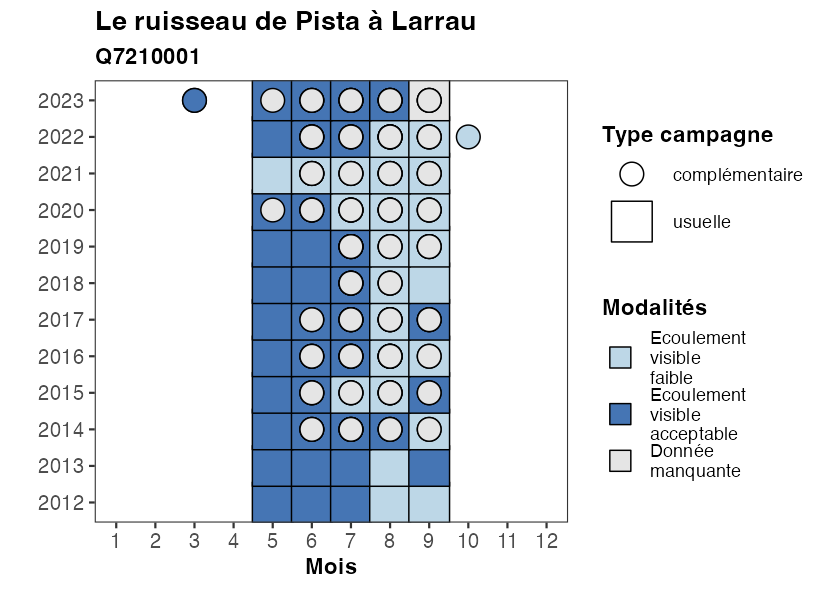 Le ruisseau de Pista à Larrau
Q7210001
2023
2022
2021
2020
2019
2018
2017
2016
2015
2014
2013
2012
1 2 3 4 5 6 7 8 9 10 11 12
Mois
Type campagne
complémentaire
usuelle
Modalités
Ecoulement
visible
faible
Ecoulement
visible
acceptable
Donnée
manquante